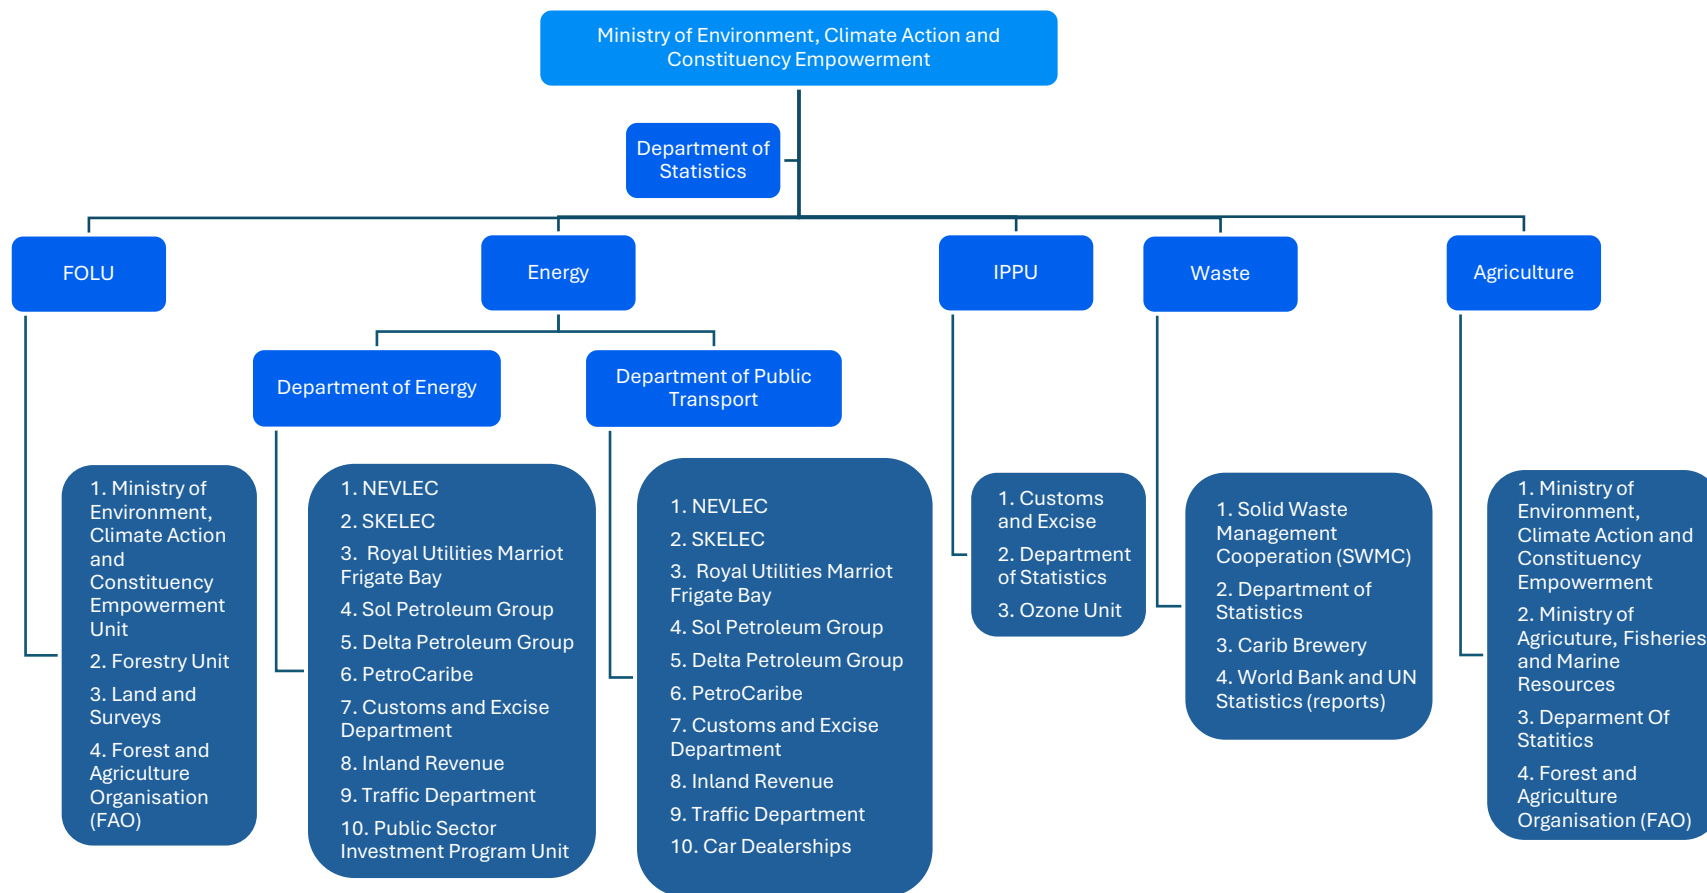 Ministry of Environment, Climate Action and
Constituency Empowerment
Department of
Statistics
FOLU
Energy
IPPU
Waste
Agriculture
Department of Energy
Department of Public
Transport
1. Ministry of
Environment,
Climate Action
and
Constituency
Empowerment
Unit
2. Forestry Unit
3. Land and
Surveys
4. Forest and
Agriculture
Organisation
(FAO)
1. NEVLEC
2. SKELEC
3.  Royal Utilities Marriot
Frigate Bay
4. Sol Petroleum Group
5. Delta Petroleum Group
6. PetroCaribe
7. Customs and Excise
Department
8. Inland Revenue
9. Traffic Department
10. Public Sector
Investment Program Unit
1. NEVLEC
2. SKELEC
3.  Royal Utilities Marriot
Frigate Bay
4. Sol Petroleum Group
5. Delta Petroleum Group
6. PetroCaribe
7. Customs and Excise
Department
8. Inland Revenue
9. Traffic Department
10. Car Dealerships
1. Customs
and Excise
2. Department
of Statistics
3. Ozone Unit
1. Solid Waste
Management
Cooperation (SWMC)
2. Department of
Statistics
3. Carib Brewery
4. World Bank and UN
Statistics (reports)
1. Ministry of
Environment,
Climate Action and
Constituency
Empowerment
2. Ministry of
Agricuture, Fisheries
and Marine
Resources
3. Deparment Of
Statitics
4. Forest and
Agriculture
Organisation (FAO)